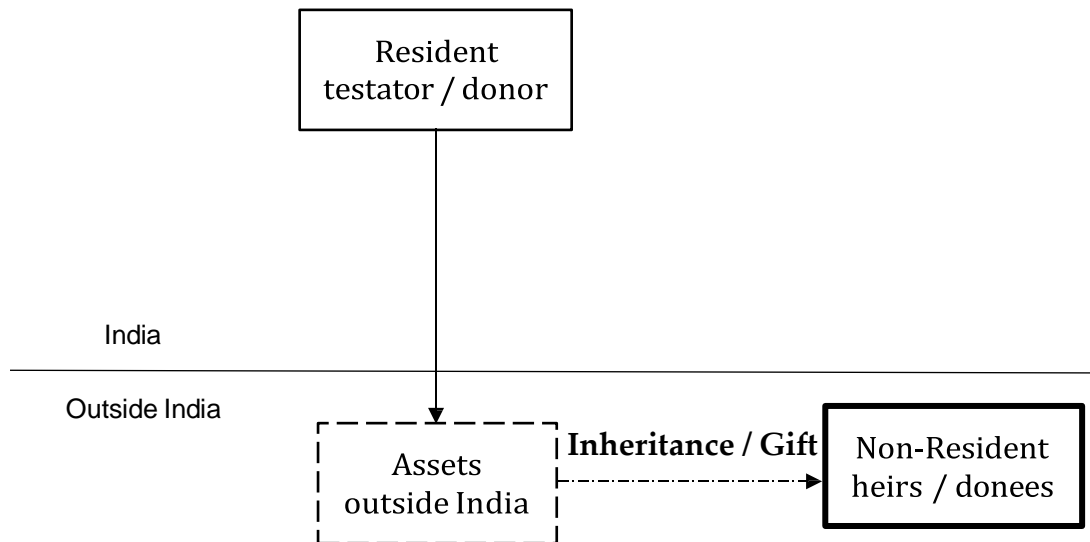 Resident
testator / donor
India
Outside India
Assets
outside India
Inheritance / Gift
Non-Resident
heirs / donees